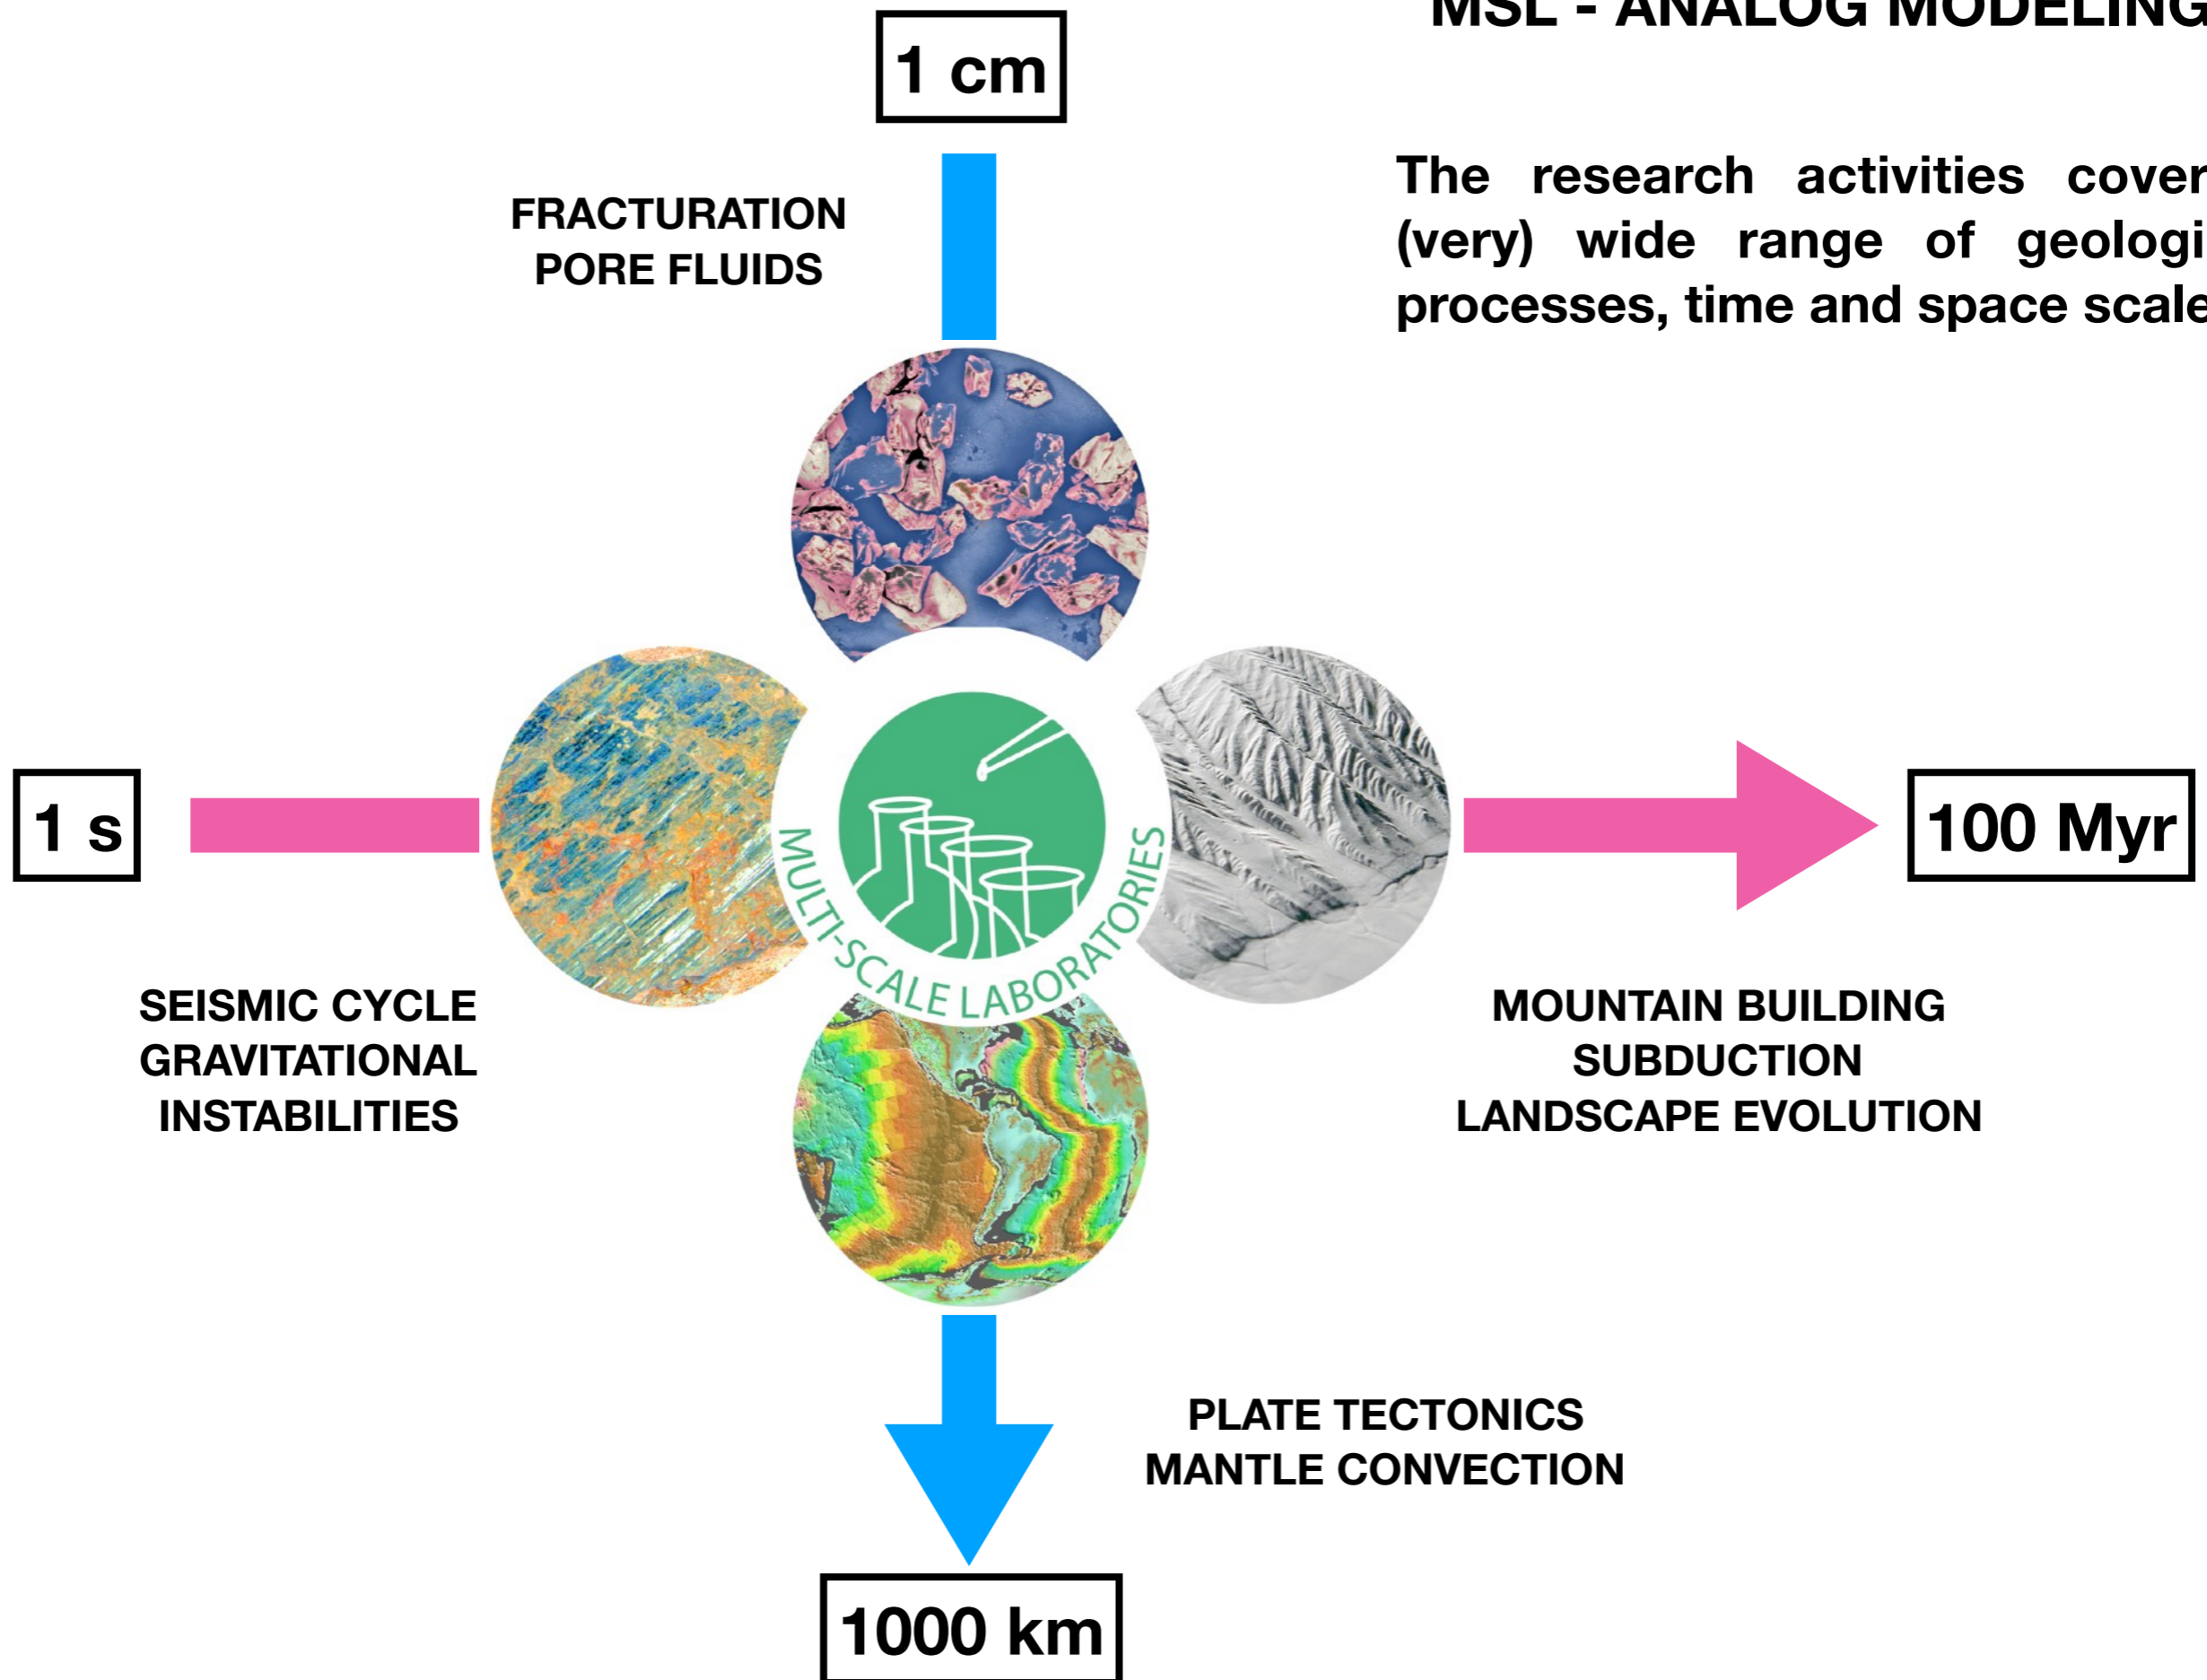 MSL - ANALOG MODELING
1 cm
The research activities cover
(very) wide range of geologi
processes, time and space scale
FRACTURATION
PORE FLUIDS
1 s
100 Myr
MULTI-SCALE LABORATORIES
SEISMIC CYCLE
GRAVITATIONAL
INSTABILITIES
MOUNTAIN BUILDING
SUBDUCTION
LANDSCAPE EVOLUTION
PLATE TECTONICS
MANTLE CONVECTION
1000 km